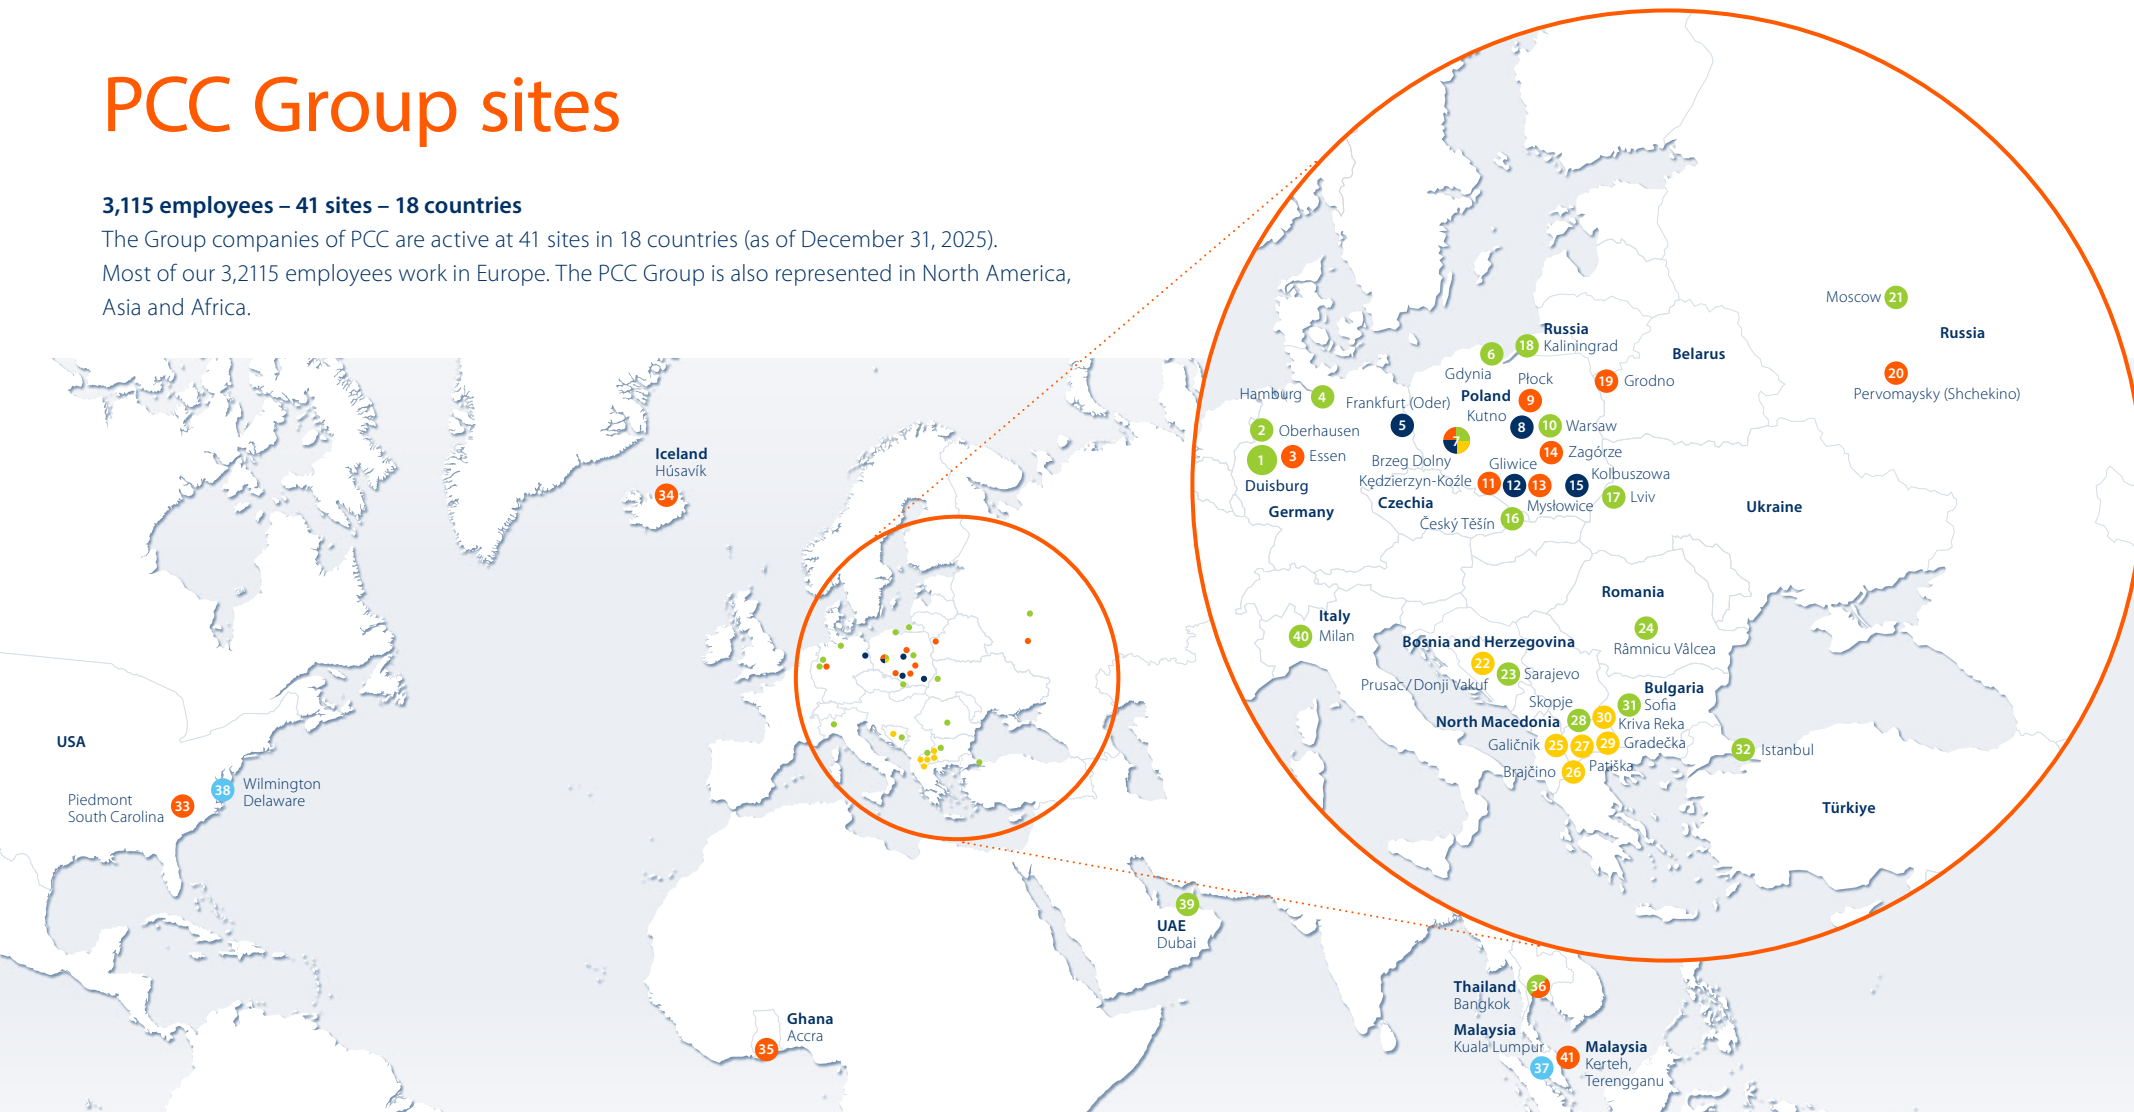 PCC Group sites
3,115 employees – 41 sites – 18 countries
The Group companies of PCC are active at 41 sites in 18 countries (as of December 31, 2025).
Most of our 3,2115 employees work in Europe. The PCC Group is also represented in North America,
Asia and Africa.
Moscow 21
Russia
20
Pervomaysky (Shchekino)
Russia
18 Kaliningrad
6
Gdynia
Belarus
19 Grodno
Płock
9
Poland
Kutno
8
10 Warsaw
Hamburg 4
Frankfurt (Oder)
5
2 Oberhausen
1
3 Essen
Duisburg
Germany
7
Brzeg Dolny
14 Zagórze
Gliwice
Kolbuszowa
Kędzierzyn-Koźle 11
12
13
15
Mysłowice
17 Lviv
Czechia
Český Těšín 16
Ukraine
Romania
24
Râmnicu Vâlcea
Italy
40 Milan
Bosnia and Herzegovina
22
23 Sarajevo
Prusac / Donji Vakuf
Bulgaria
31 Sofia
Skopje
28
30
Kriva Reka
North Macedonia
Galičnik 25
27
29 Gradečka
Patiška
Brajčino 26
32 Istanbul
Türkiye
Iceland
Húsavík
34
USA
38
Wilmington
Delaware
Piedmont
South Carolina
33
39
UAE
Dubai
Ghana
Accra
35
Thailand
Bangkok
36
Malaysia
Kuala Lumpur
37
41
Malaysia
Kerteh,
Terengganu